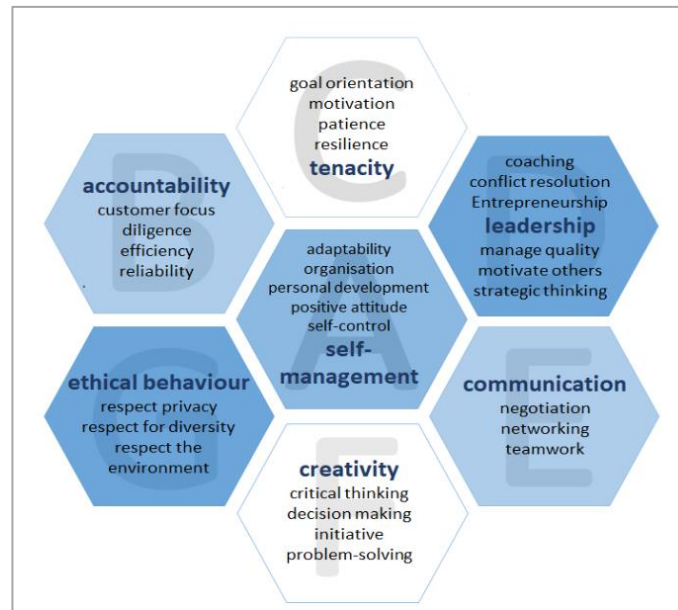 C
goal orientation
motivation
patience
resilience
tenacity
B
accountability
customer focus
diligence
efficiency
reliability
.
D
coaching
conflict resolution
Entrepreneurship
leadership
manage quality
motivate others
strategic thinking
A
adaptability
organisation
personal development
positive attitude
self-control
self-
management
G
ethical behaviour
respect privacy
respect for diversity
respect the
environment
E
communication
negotiation
networking
teamwork
F
creativity
critical thinking
decision making
initiative
problem-solving